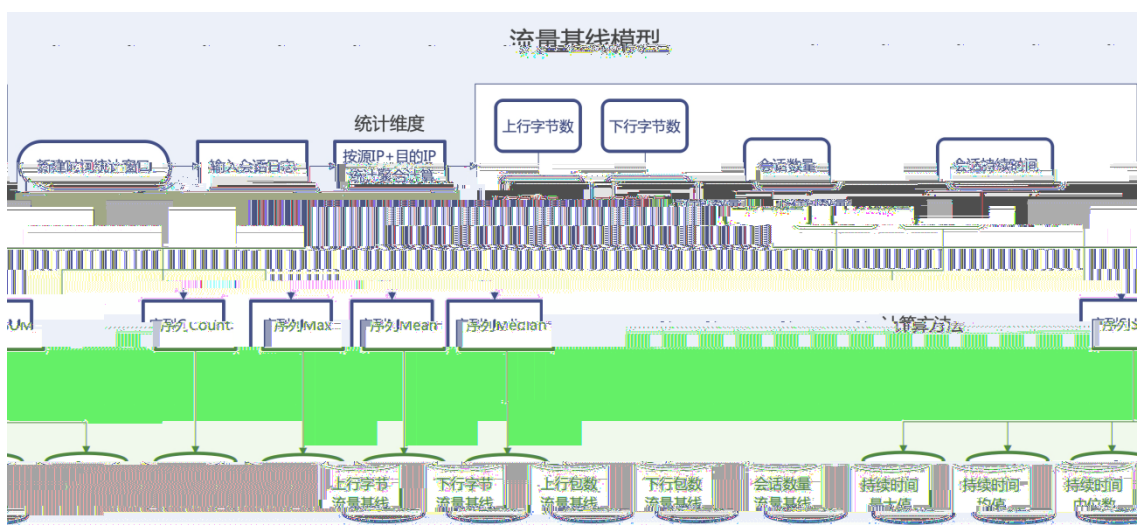 流量基线模型
统计维度
上行字节数
下行字节数
新建时间统计窗口
输入会话日志
按源IP+目的IP
统计聚合计算
会话数量
会话持续时间
序列Count
序列Max
序列Mean
序列Median
计算方法
上行字节
流量基线
下行字节
流量基线
上行包数
流量基线
下行包数
流量基线
会话数量
流量基线
持续时间
最大值
持续时间
均值
持续时间
中位数